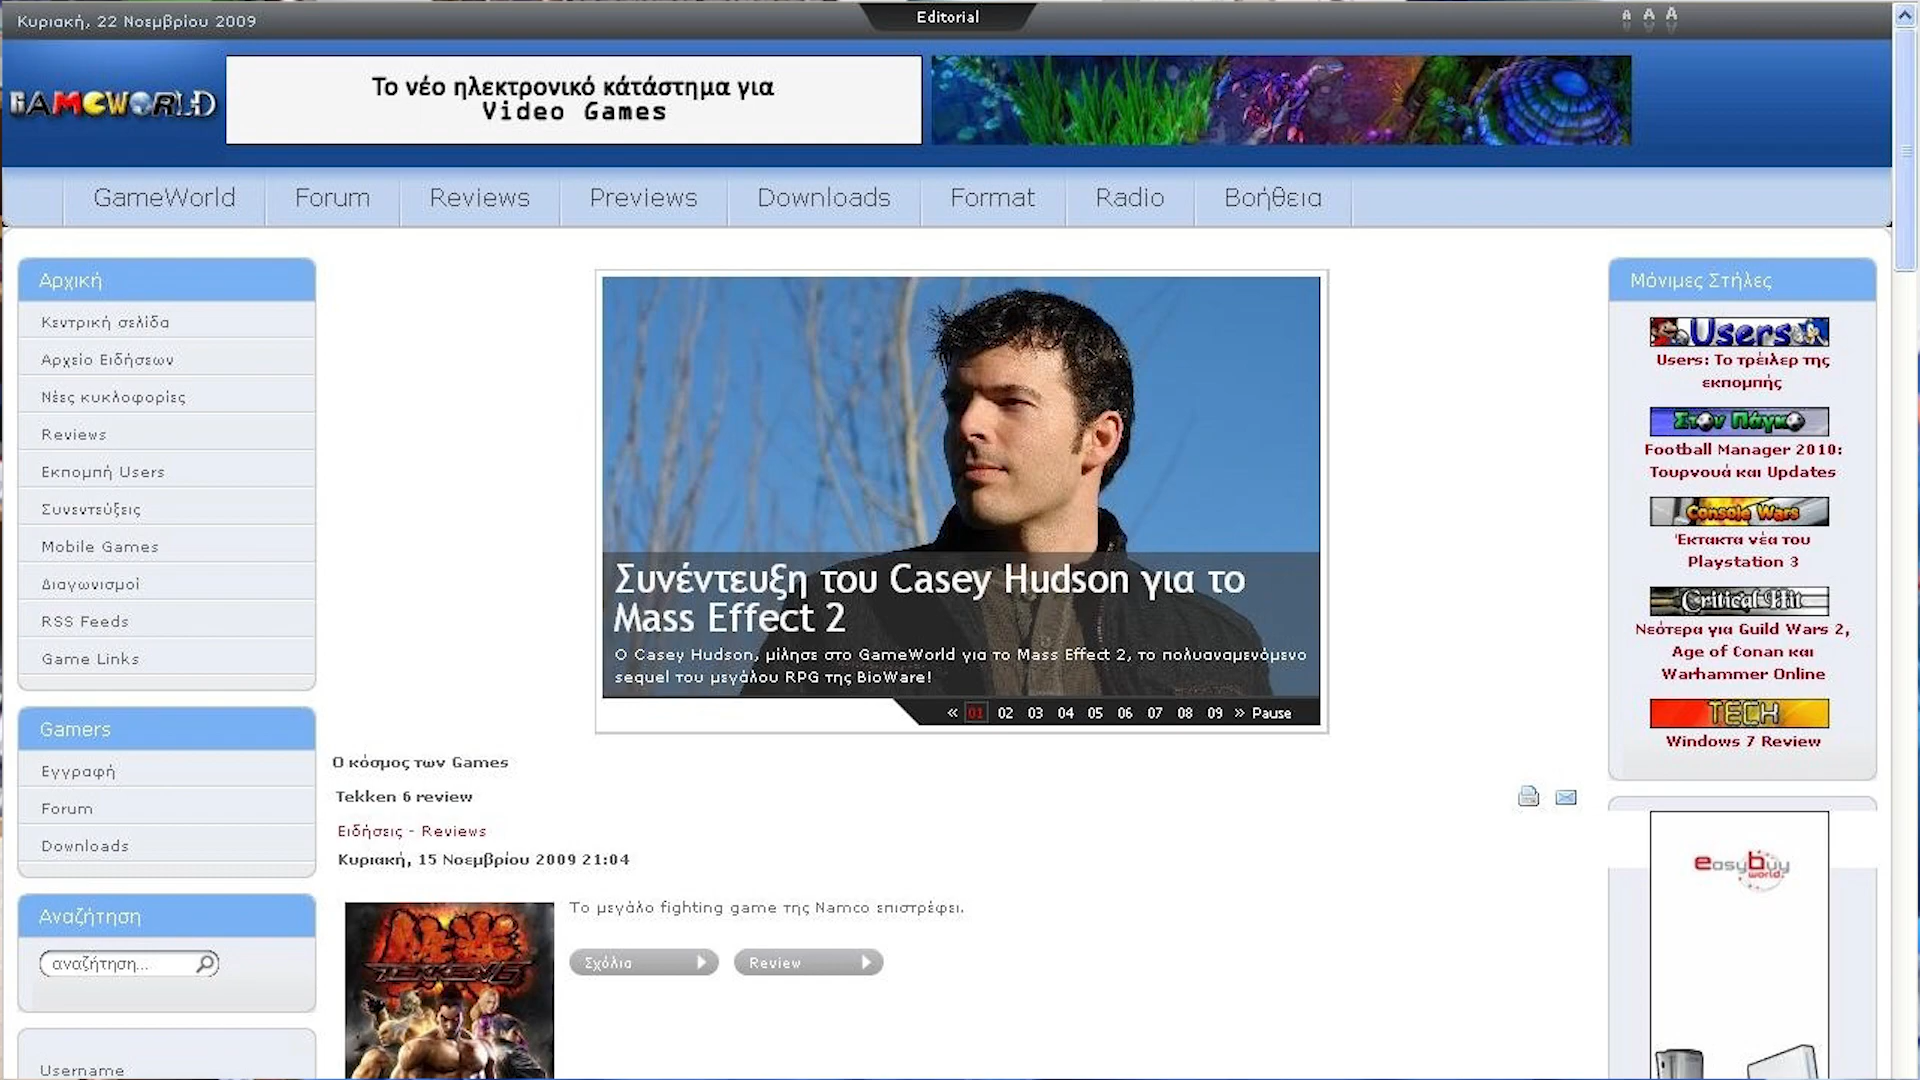 Κυριακή, 22 Νοεμβρίου 2009
Editorial
A A A
GAMEWORLD
Το νέο ηλεκτρονικό κάτάστημα για
Video Games
GameWorld
Forum
Reviews
Previews
Downloads
Format
Radio
Βοήθεια
Αρχική
Κεντρική σελίδα
Αρχείο Ειδήσεων
Νέες κυκλοφορίες
Reviews
Εκπομπή Users
Συνεντεύξεις
Mobile Games
Διαγωνισμοί
RSS Feeds
Game Links
Gamers
Εγγραφή
Forum
Downloads
Αναζήτηση
αναζήτηση...
Username
Συνέντευξη του Casey Hudson για το
Mass Effect 2
Ο Casey Hudson, μίλησε στο GameWorld για το Mass Effect 2, το πολυαναμενόμενο
sequel του μεγάλου RPG της BioWare!
« 01 02 03 04 05 06 07 08 09 » Pause
Ο κόσμος των Games
Tekken 6 review
Ειδήσεις - Reviews
Κυριακή, 15 Νοεμβρίου 2009 21:04
TEKKEN 6
Το μεγάλο fighting game της Namco επιστρέφει.
Σχόλια
Review
Μόνιμες Στήλες
Users
Users: Το τρέιλερ της
εκπομπής
Στον Πάγκο
Football Manager 2010:
Τουρνουά και Updates
Console Wars
Έκτακτα νέα του
Playstation 3
Critical Hit
Νεότερα για Guild Wars 2,
Age of Conan και
Warhammer Online
TECH
Windows 7 Review
easybuy
world.